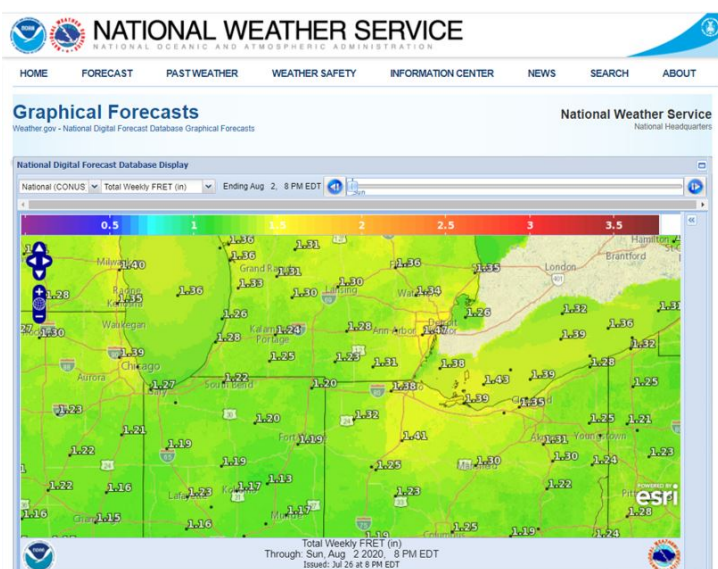 NATIONAL WEATHER SERVICE
NATIONAL OCEANIC AND ATMOSPHERIC ADMINISTRATION
HOME FORECAST PAST WEATHER WEATHER SAFETY INFORMATION CENTER NEWS SEARCH ABOUT
Graphical Forecasts
Weather.gov - National Digital Forecast Database Graphical Forecasts
National Weather Service
National Headquarters
National Digital Forecast Database Display
National (CONUS Total Weekly FRET (in) Ending Aug 2, 8 PM EDT
Sun
0.5 1 1.5 2 2.5 3 3.5
1.36 1.31 Hamilton
1.40 1.36 Grand 1.31 1.36 1.35 London Brantford
1.28 1.35 1.36 1.33 1.30 1.30 Lansing 1.34 401
1.30 Waukegan 1.26 1.28 Ann Arbor 1.47 1.26 1.32 1.36 1.31
1.39 1.28 Portage 1.24 1.39 1.32
Chicago 1.25 1.23 1.31 1.38 1.28
Aurora 1.27 1.22 South Bend 1.20 1.38 1.43 1.39 1.25
1.23 1.39 1.35
1.21 1.20 1.32 1.25 1.21
1.19 1.19 1.41 1.31 Youngstown
1.22 24 1.19 1.25 1.30 1.30 1.24 1.23
1.22 1.16 1.23 1.17 1.13 1.23 1.22
POWERED BY
esri
1.16 1.15 1.16 1.17 1.25 1.19 1.24 1.28
Total Weekly FRET (in)
Through: Sun, Aug 2 2020, 8 PM EDT
Issued: Jul 26 at 8 PM EDT